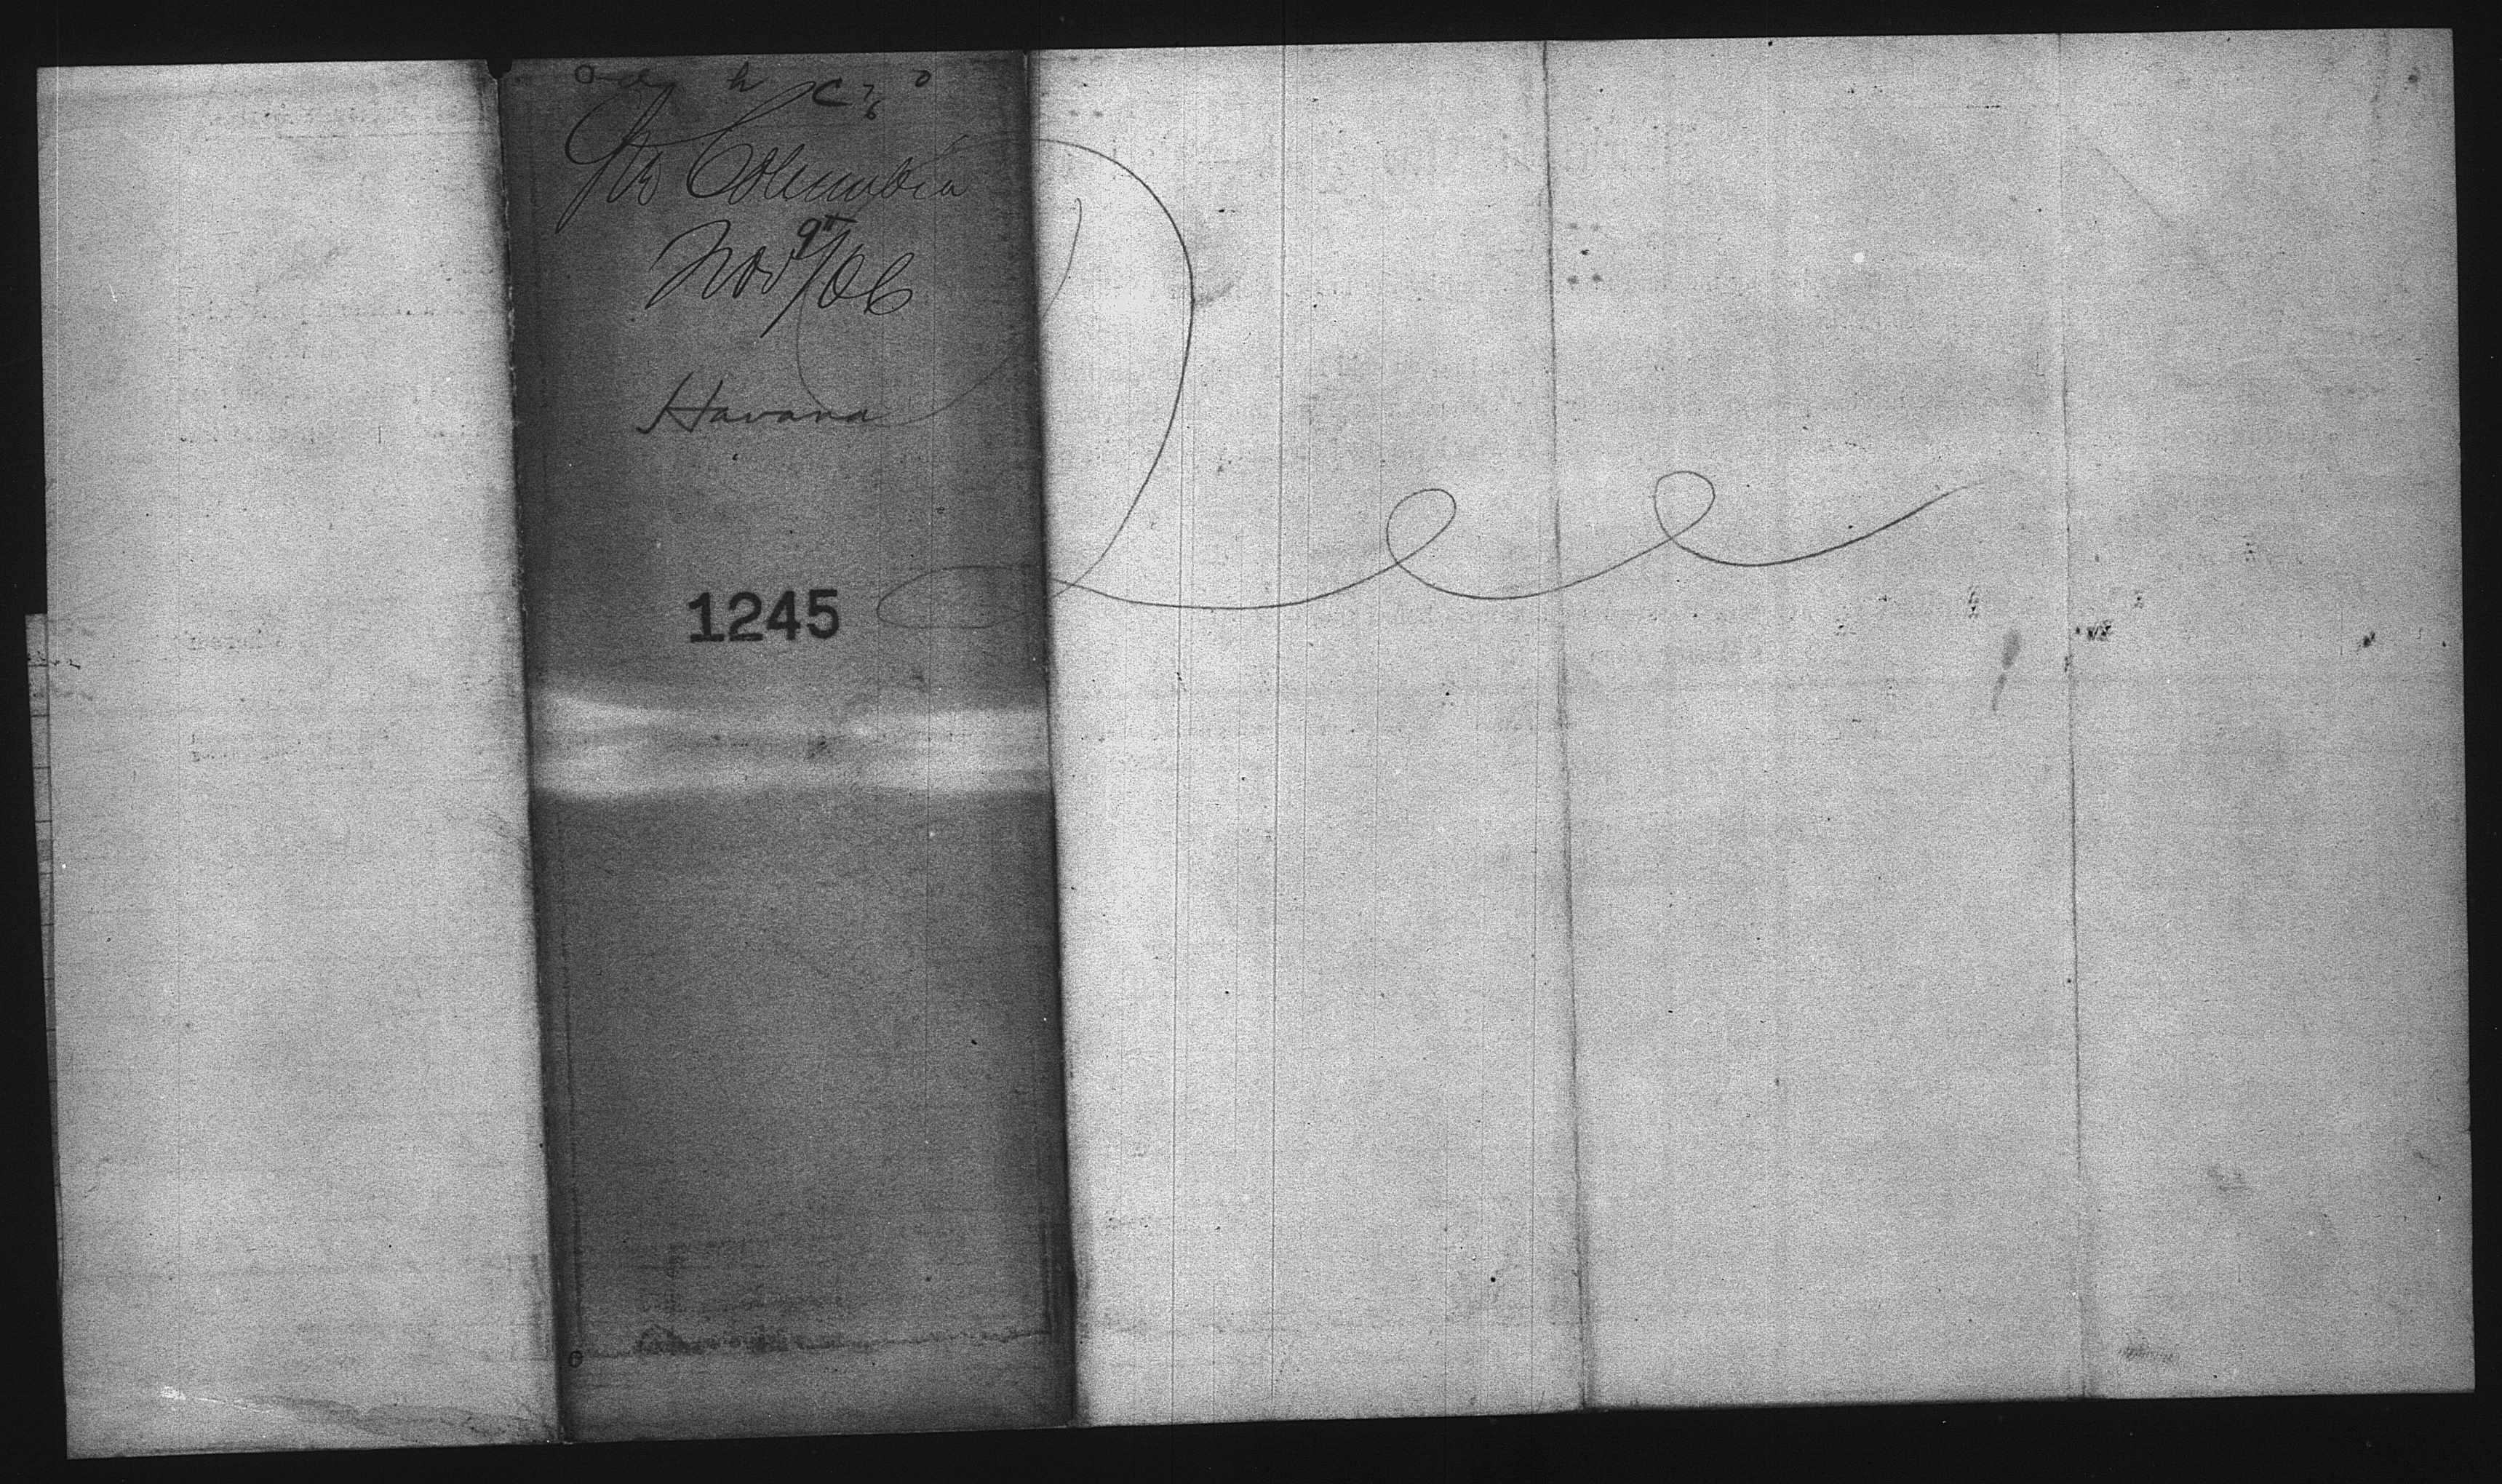 Str Columbia
Nov 9th/06
Havana
1245
Dee